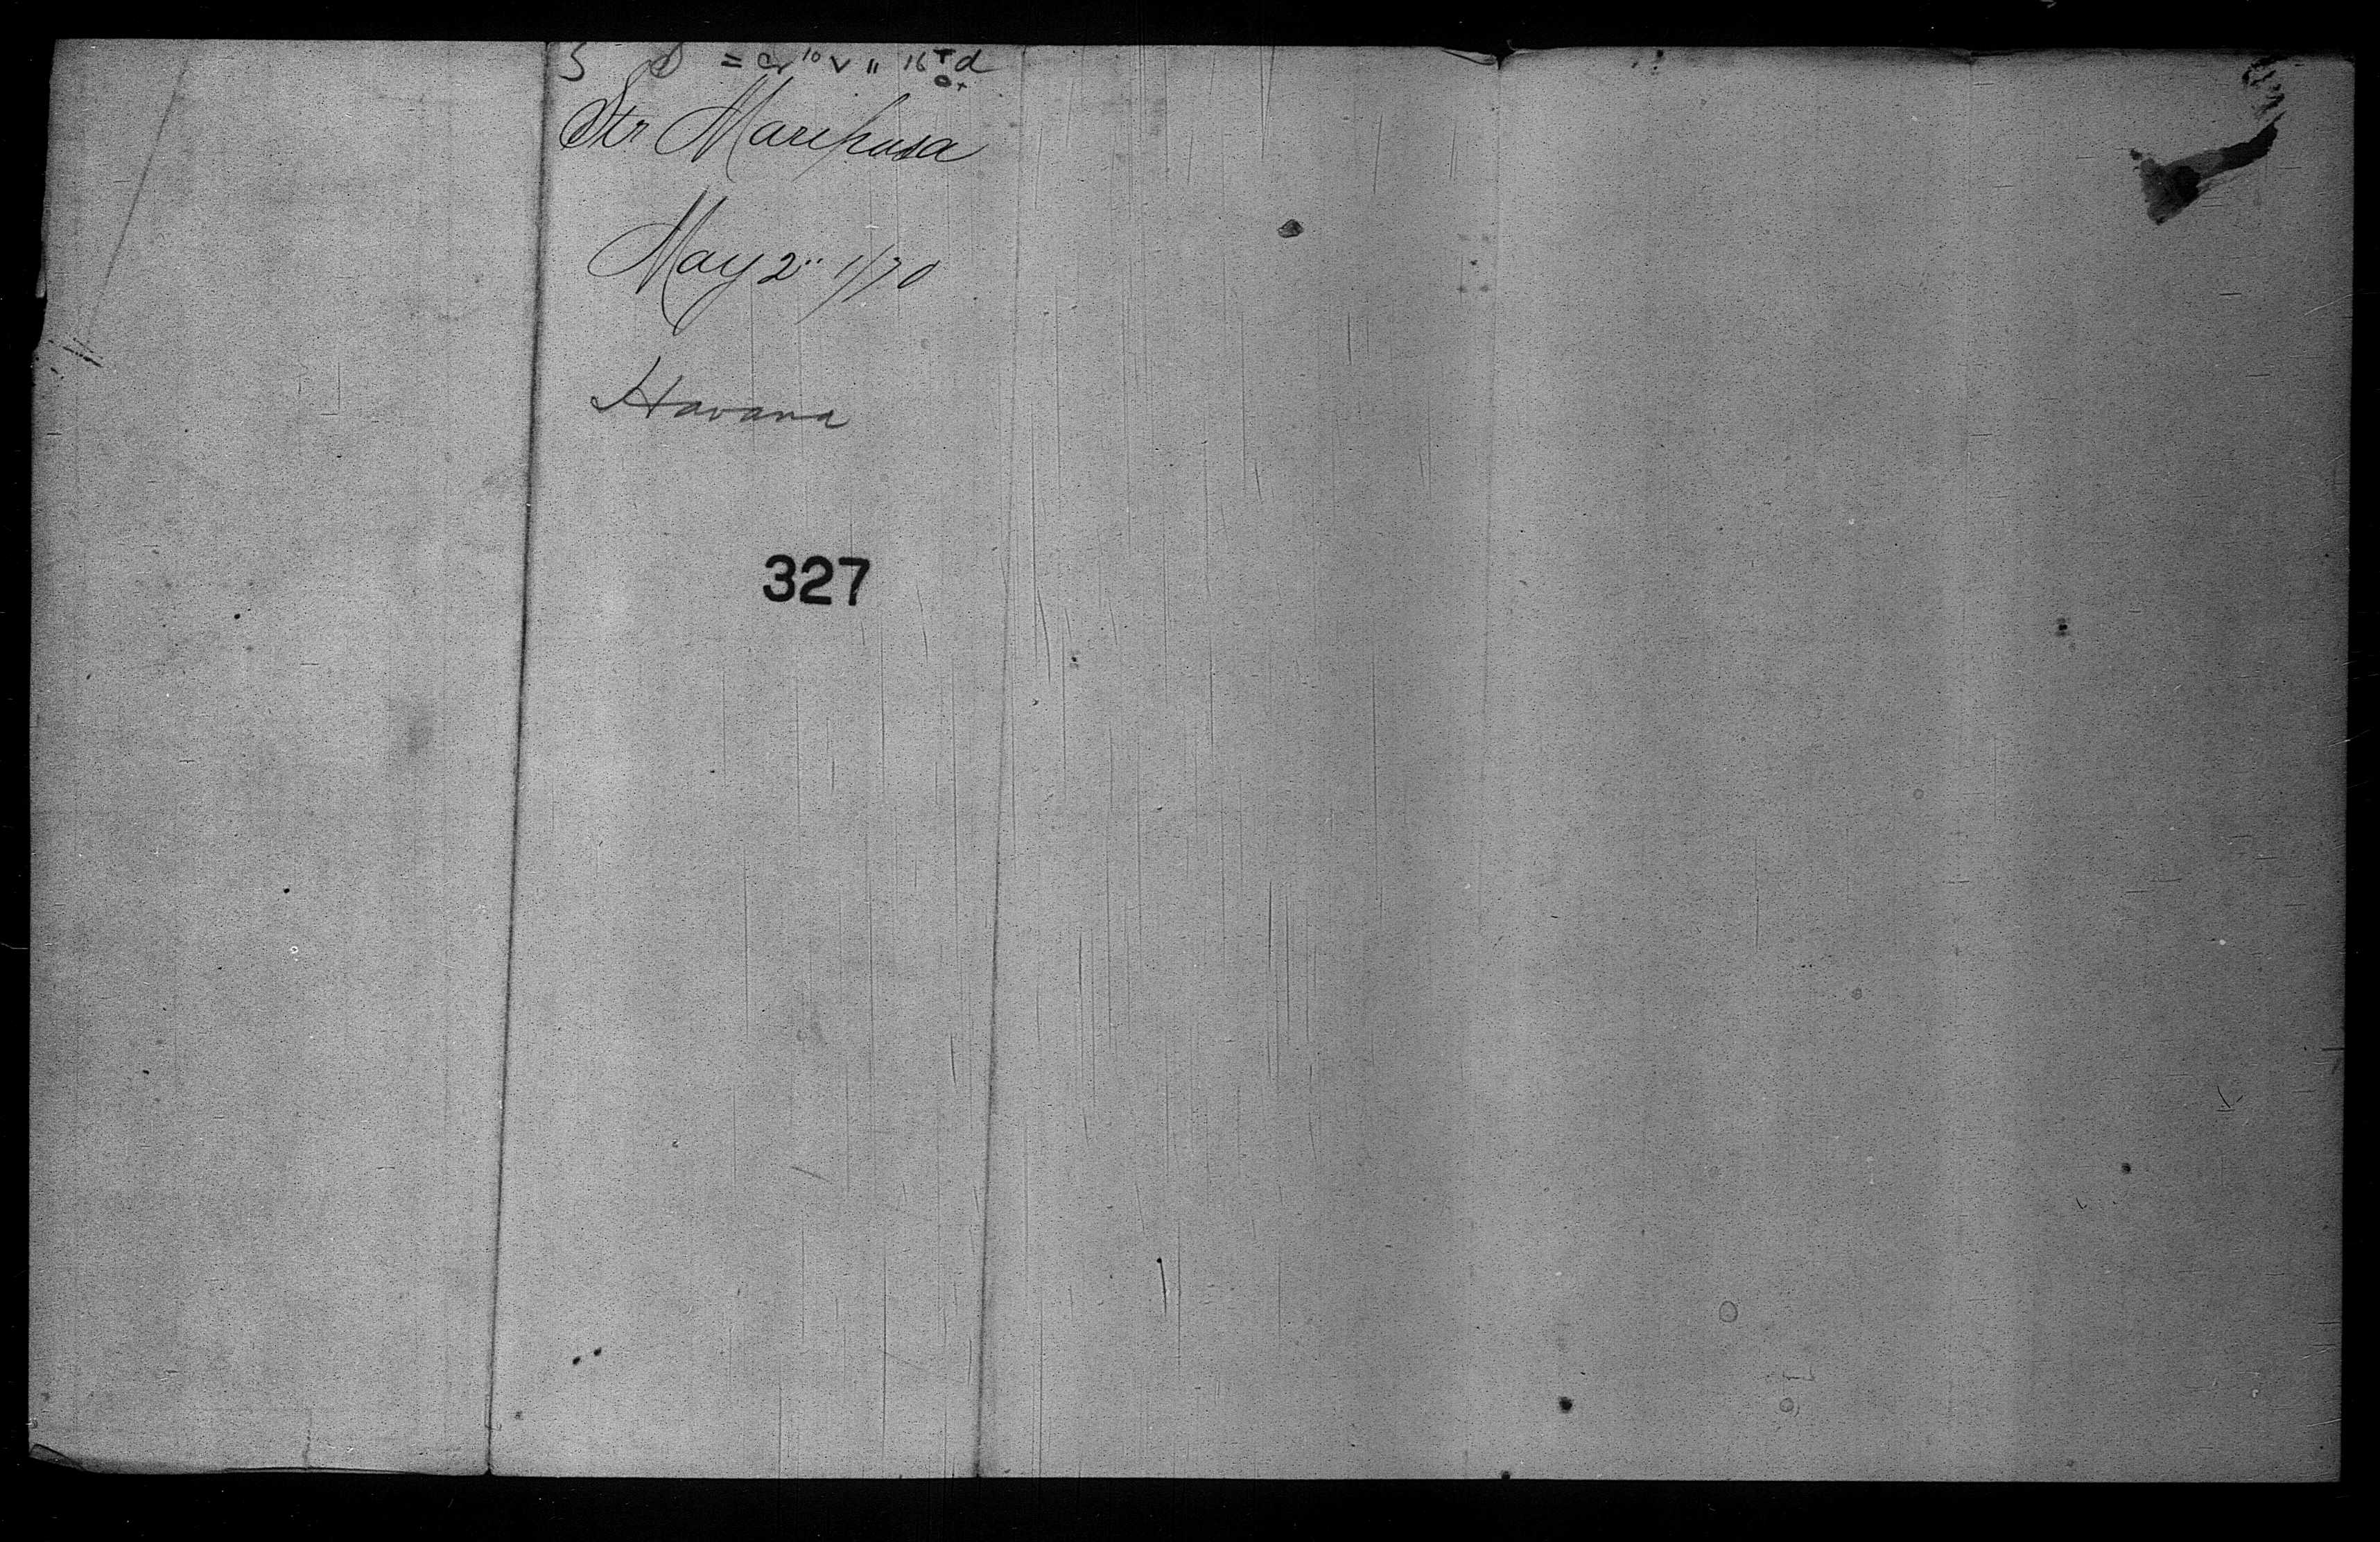 Str Mariposa
May 2" 1/70
Havana
327